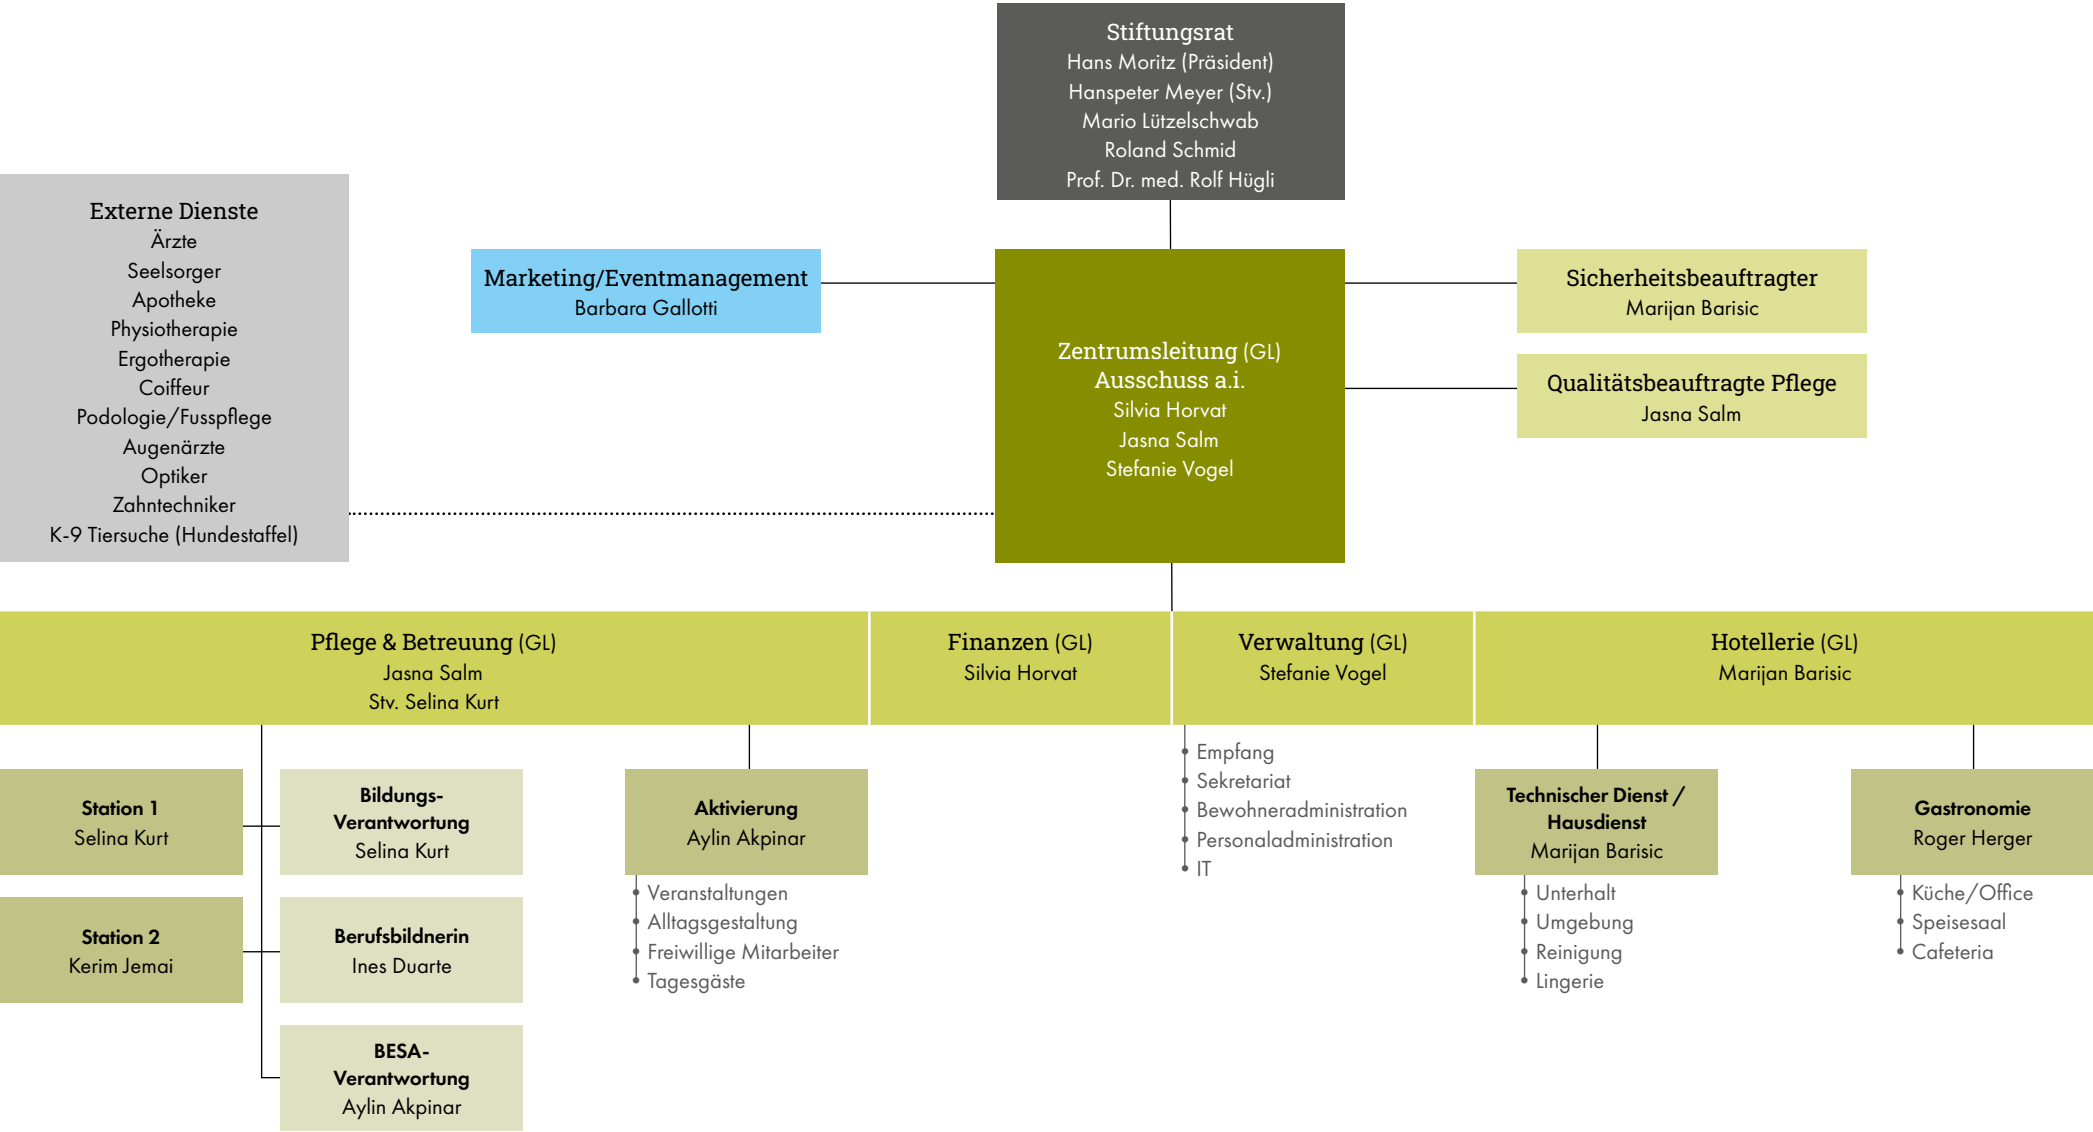 Stiftungsrat
Hans Moritz (Präsident)
Hanspeter Meyer (Stv.)
Mario Lützelschwab
Roland Schmid
Prof. Dr. med. Rolf Hügli
Externe Dienste
Ärzte
Seelsorger
Apotheke
Physiotherapie
Ergotherapie
Coiffeur
Podologie/Fusspflege
Augenärzte
Optiker
Zahntechniker
K-9 Tiersuche (Hundestaffel)
Marketing/Eventmanagement
Barbara Gallotti
Zentrumsleitung (GL)
Ausschuss a.i.
Silvia Horvat
Jasna Salm
Stefanie Vogel
Sicherheitsbeauftragter
Marijan Barisic
Qualitätsbeauftragte Pflege
Jasna Salm
Pflege & Betreuung (GL)
Jasna Salm
Stv. Selina Kurt
Finanzen (GL)
Silvia Horvat
Verwaltung (GL)
Stefanie Vogel
Hotellerie (GL)
Marijan Barisic
Station 1
Selina Kurt
Bildungs-
Verantwortung
Selina Kurt
Station 2
Kerim Jemai
Berufsbildnerin
Ines Duarte
BESA-
Verantwortung
Aylin Akpinar
Aktivierung
Aylin Akpinar
• Veranstaltungen
• Alltagsgestaltung
• Freiwillige Mitarbeiter
• Tagesgäste
• Empfang
• Sekretariat
• Bewohneradministration
• Personaladministration
• IT
Technischer Dienst /
Hausdienst
Marijan Barisic
• Unterhalt
• Umgebung
• Reinigung
• Lingerie
Gastronomie
Roger Herger
• Küche/Office
• Speisesaal
• Cafeteria